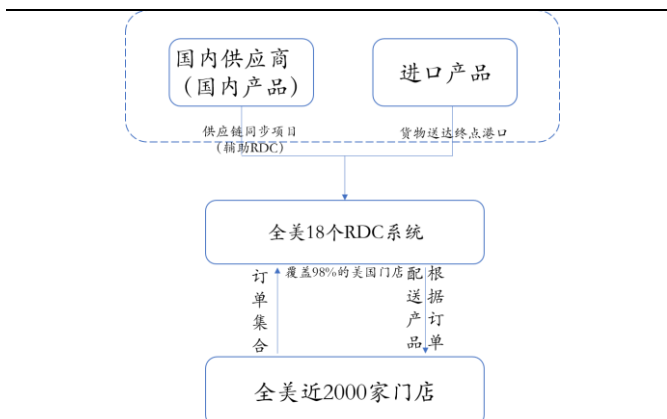 国内供应商
（国内产品）
进口产品
供应链同步项目
（辅助RDC）
货物送达终点港口
全美18个RDC系统
订单集合
覆盖98%的美国门店
根据订单
配送产品
全美近2000家门店